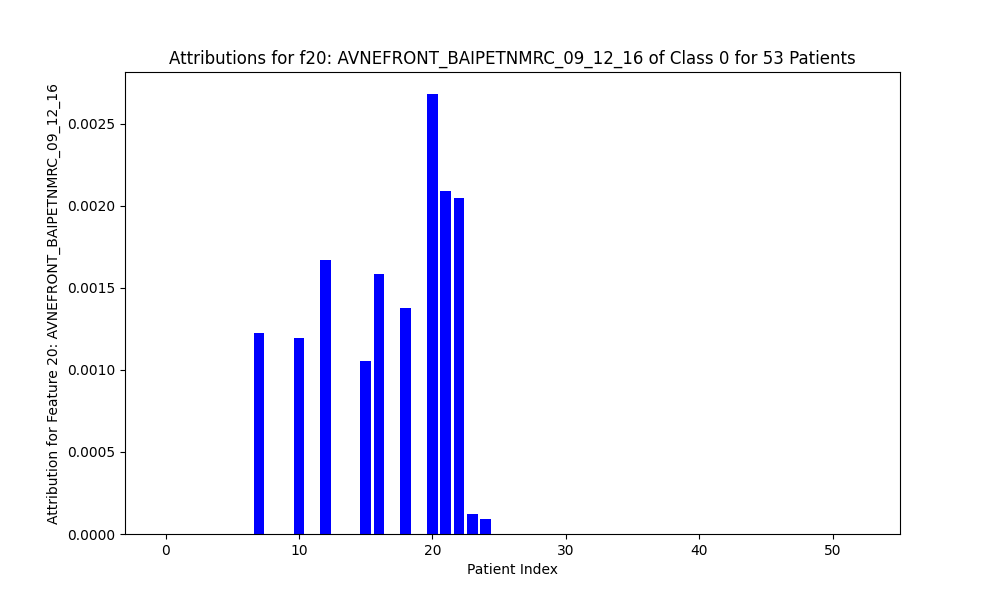 Attributions for f20: AVNEFRONT_BAIPETNMRC_09_12_16 of Class 0 for 53 Patients
Attribution for Feature 20: AVNEFRONT_BAIPETNMRC_09_12_16
0.0025
0.0020
0.0015
0.0010
0.0005
0.0000
0 10 20 30 40 50
Patient Index